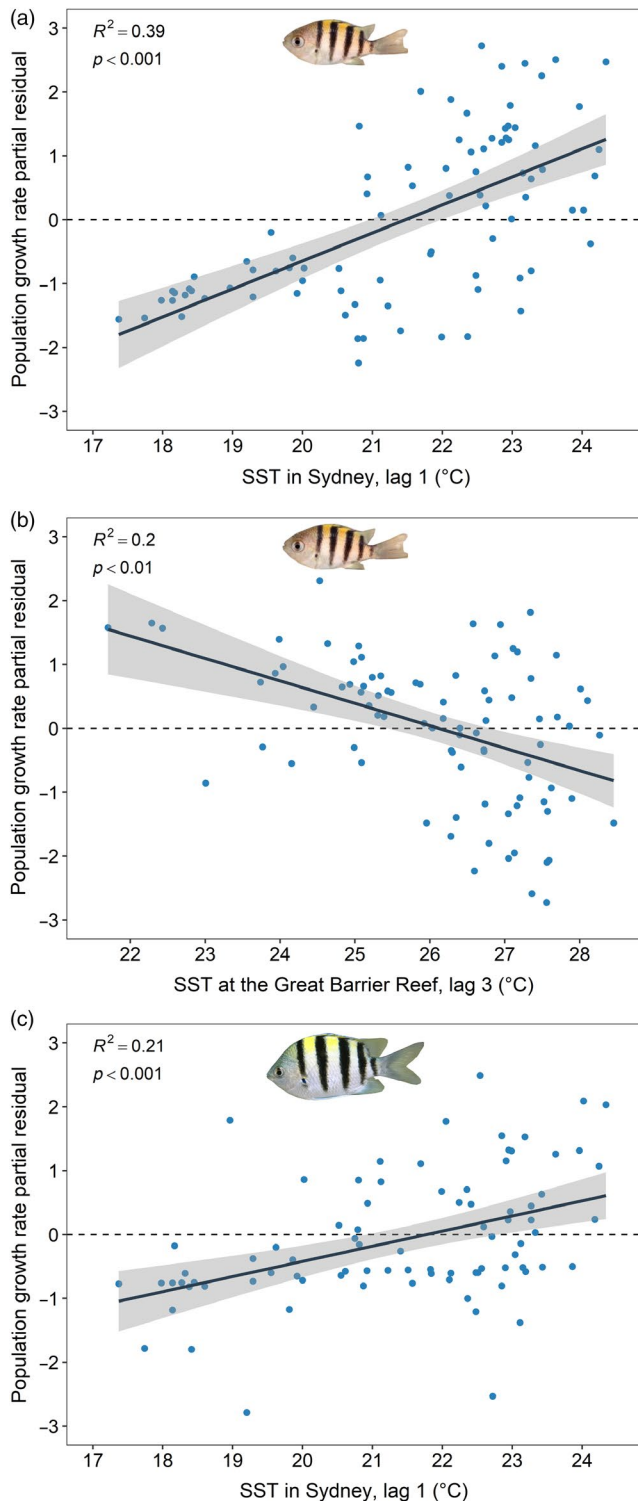 (a)
R² = 0.39
p < 0.001
Population growth rate partial residual
3
2
1
0
−1
−2
−3
17 18 19 20 21 22 23 24
SST in Sydney, lag 1 (°C)
(b)
R² = 0.2
p < 0.01
Population growth rate partial residual
3
2
1
0
−1
−2
−3
22 23 24 25 26 27 28
SST at the Great Barrier Reef, lag 3 (°C)
(c)
R² = 0.21
p < 0.001
Population growth rate partial residual
3
2
1
0
−1
−2
−3
17 18 19 20 21 22 23 24
SST in Sydney, lag 1 (°C)